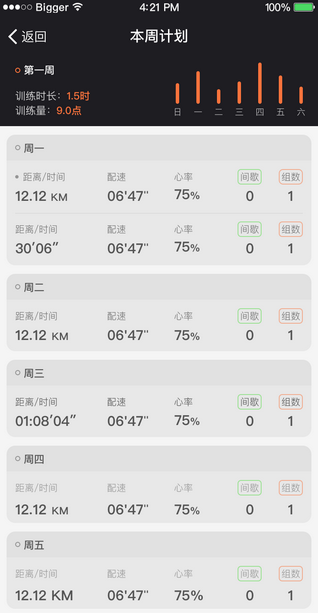 Bigger 4:21 PM 100%
返回 本周计划
第一周
训练时长：1.5时
训练量：9.0点
日 一 二 三 四 五 六
周一
距离/时间 配速 心率 间歇 组数
12.12 KM 06'47'' 75% 0 1
距离/时间 配速 心率 间歇 组数
30′06″ 06'47'' 75% 0 1
周二
距离/时间 配速 心率 间歇 组数
12.12 KM 06'47'' 75% 0 1
周三
距离/时间 配速 心率 间歇 组数
01:08′04″ 06'47'' 75% 0 1
周四
距离/时间 配速 心率 间歇 组数
12.12 KM 06'47'' 75% 0 1
周五
距离/时间 配速 心率 间歇 组数
12.12 KM 06'47'' 75% 0 1